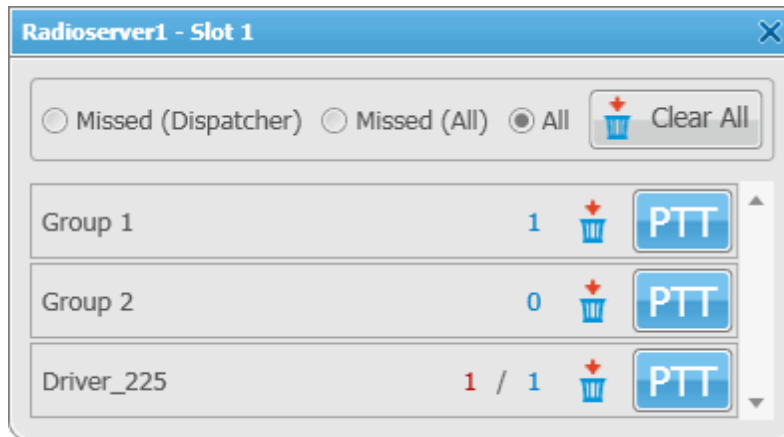 Radioserver1 - Slot 1
Missed (Dispatcher) Missed (All) All Clear All
Group 1 1 PTT
Group 2 0 PTT
Driver_225 1 / 1 PTT